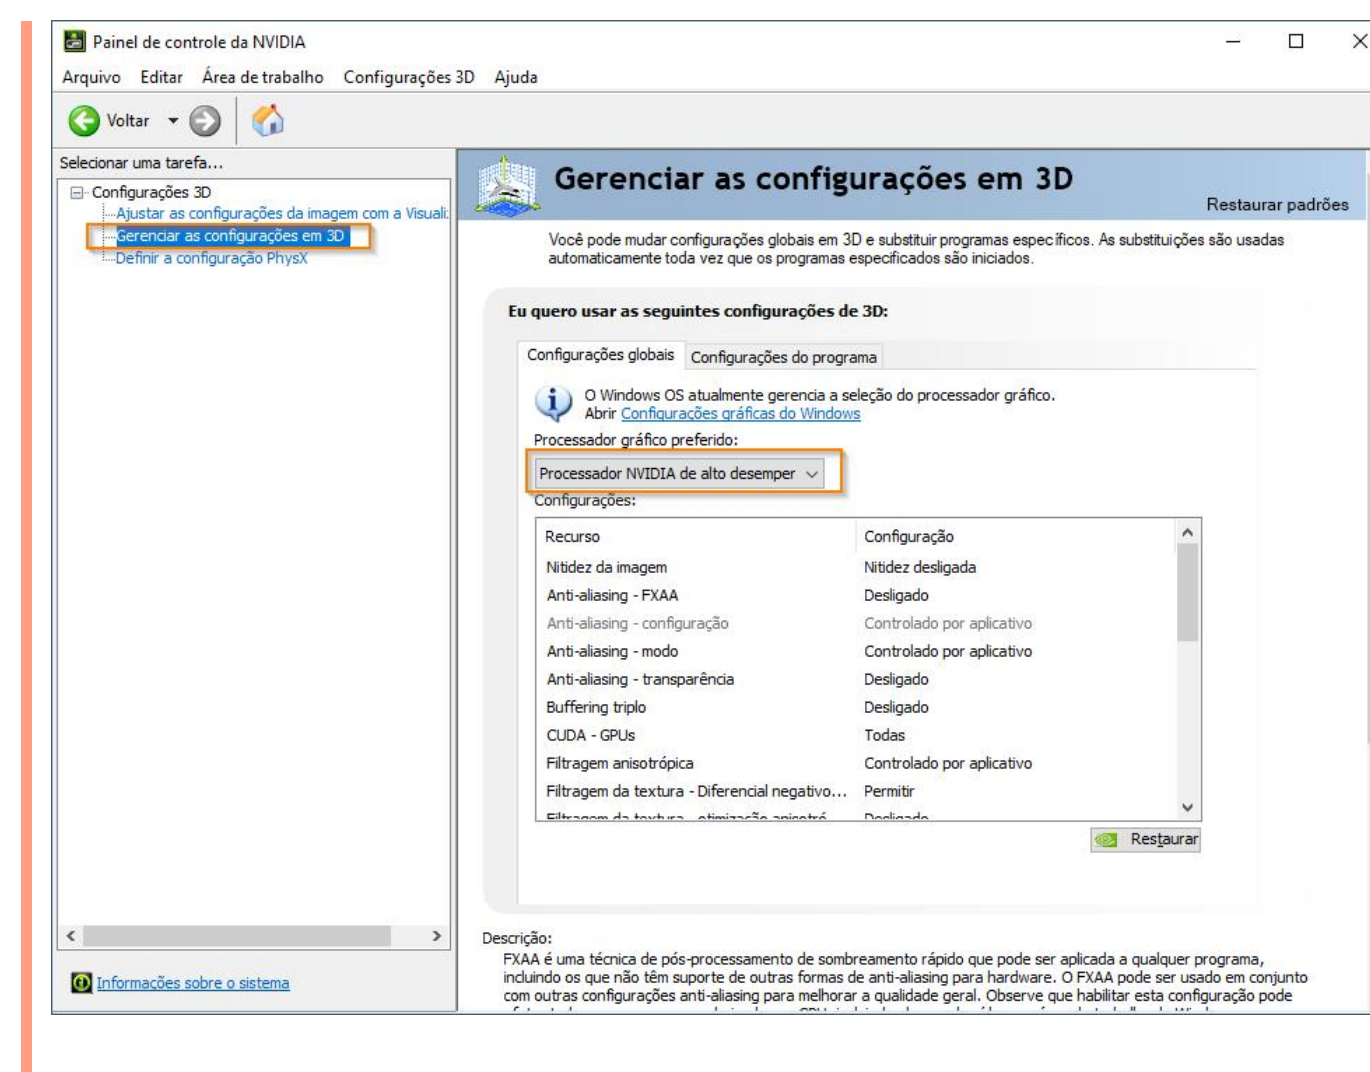 Painel de controle da NVIDIA
Arquivo Editar Área de trabalho Configurações 3D Ajuda
Voltar
Selecionar uma tarefa...
Configurações 3D
Ajustar as configurações da imagem com a Visuali
Gerenciar as configurações em 3D
Definir a configuração PhysX
Informações sobre o sistema
Gerenciar as configurações em 3D
Restaurar padrões
Você pode mudar configurações globais em 3D e substituir programas específicos. As substituições são usadas
automaticamente toda vez que os programas especificados são iniciados.
Eu quero usar as seguintes configurações de 3D:
Configurações globais Configurações do programa
O Windows OS atualmente gerencia a seleção do processador gráfico.
Abrir Configurações gráficas do Windows
Processador gráfico preferido:
Processador NVIDIA de alto desemper
Configurações:
Recurso Configuração
Nitidez da imagem Nitidez desligada
Anti-aliasing - FXAA Desligado
Anti-aliasing - configuração Controlado por aplicativo
Anti-aliasing - modo Controlado por aplicativo
Anti-aliasing - transparência Desligado
Buffering triplo Desligado
CUDA - GPUs Todas
Filtragem anisotrópica Controlado por aplicativo
Filtragem da textura - Diferencial negativo... Permitir
Filtragem da textura - otimização anisotró Desligado
Restaurar
Descrição:
FXAA é uma técnica de pós-processamento de sombreamento rápido que pode ser aplicada a qualquer programa,
incluindo os que não têm suporte de outras formas de anti-aliasing para hardware. O FXAA pode ser usado em conjunto
com outras configurações anti-aliasing para melhorar a qualidade geral. Observe que habilitar esta configuração pode